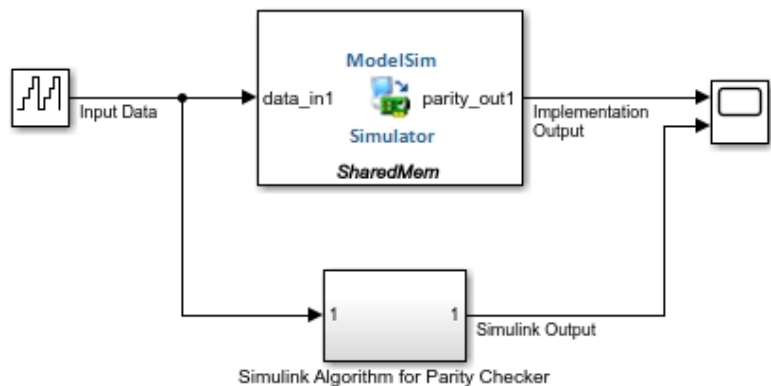 ModelSim
data_in1
parity_out1
Simulator
SharedMem
Input Data
Implementation
Output
1
1
Simulink Output
Simulink Algorithm for Parity Checker